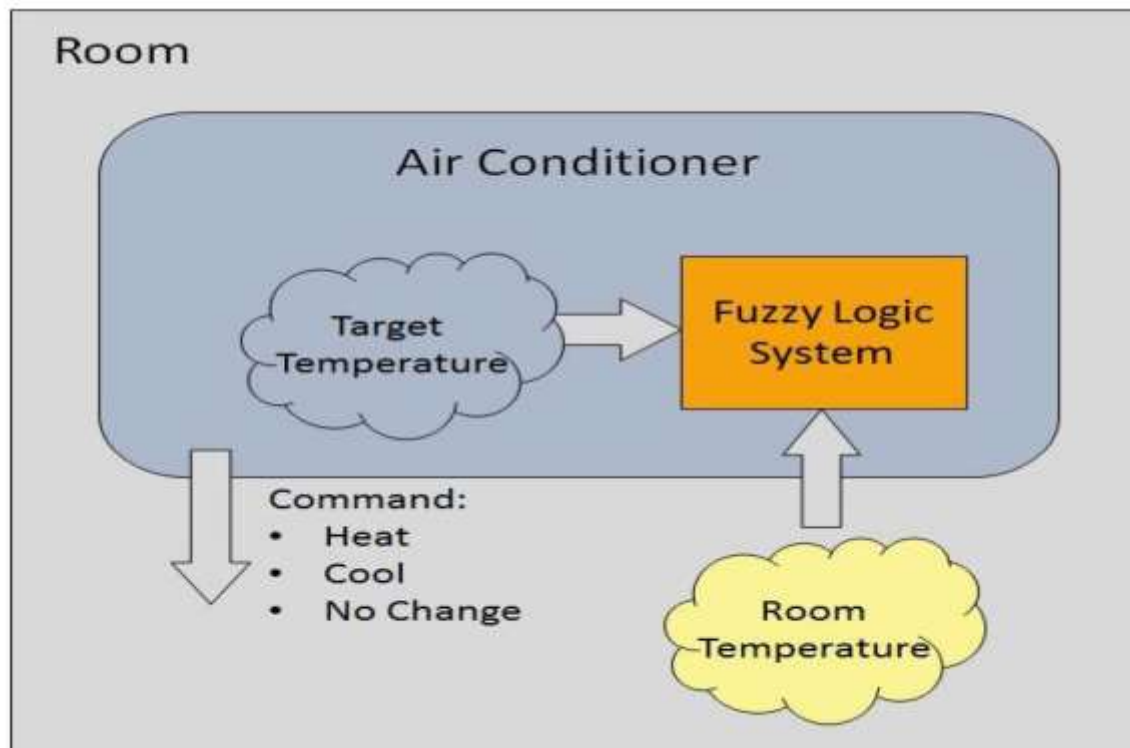 Room
Air Conditioner
Target
Temperature
Fuzzy Logic
System
Command:
• Heat
• Cool
• No Change
Room
Temperature